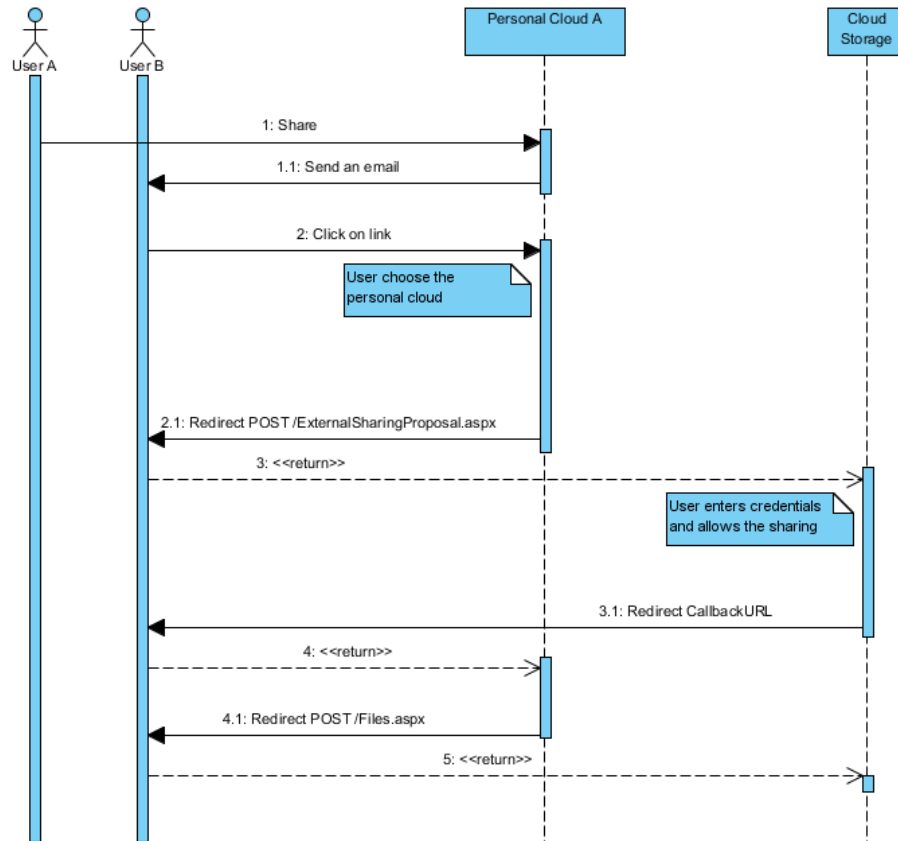 Personal Cloud A
Cloud
Storage
User A
User B
1: Share
1.1: Send an email
2: Click on link
User choose the
personal cloud
2.1: Redirect POST /ExternalSharingProposal.aspx
3: <<return>>
User enters credentials
and allows the sharing
3.1: Redirect CallbackURL
4: <<return>>
4.1: Redirect POST /Files.aspx
5: <<return>>